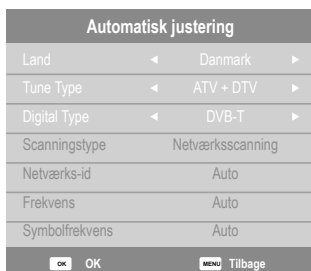 Automatisk justering
Land ◄ Danmark ►
Tune Type ◄ ATV + DTV ►
Digital Type ◄ DVB-T ►
Scanningstype Netværksscanning
Netværks-id Auto
Frekvens Auto
Symbolfrekvens Auto
OK OK MENU Tilbage